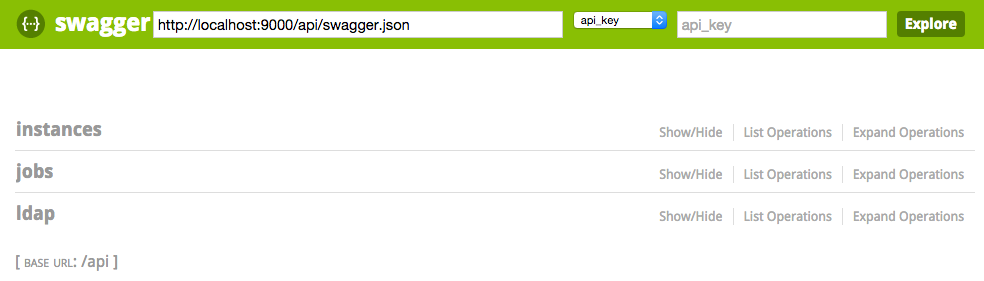 {··} swagger http://localhost:9000/api/swagger.json api_key api_key Explore
instances Show/Hide List Operations Expand Operations
jobs Show/Hide List Operations Expand Operations
ldap Show/Hide List Operations Expand Operations
[ BASE URL: /api ]